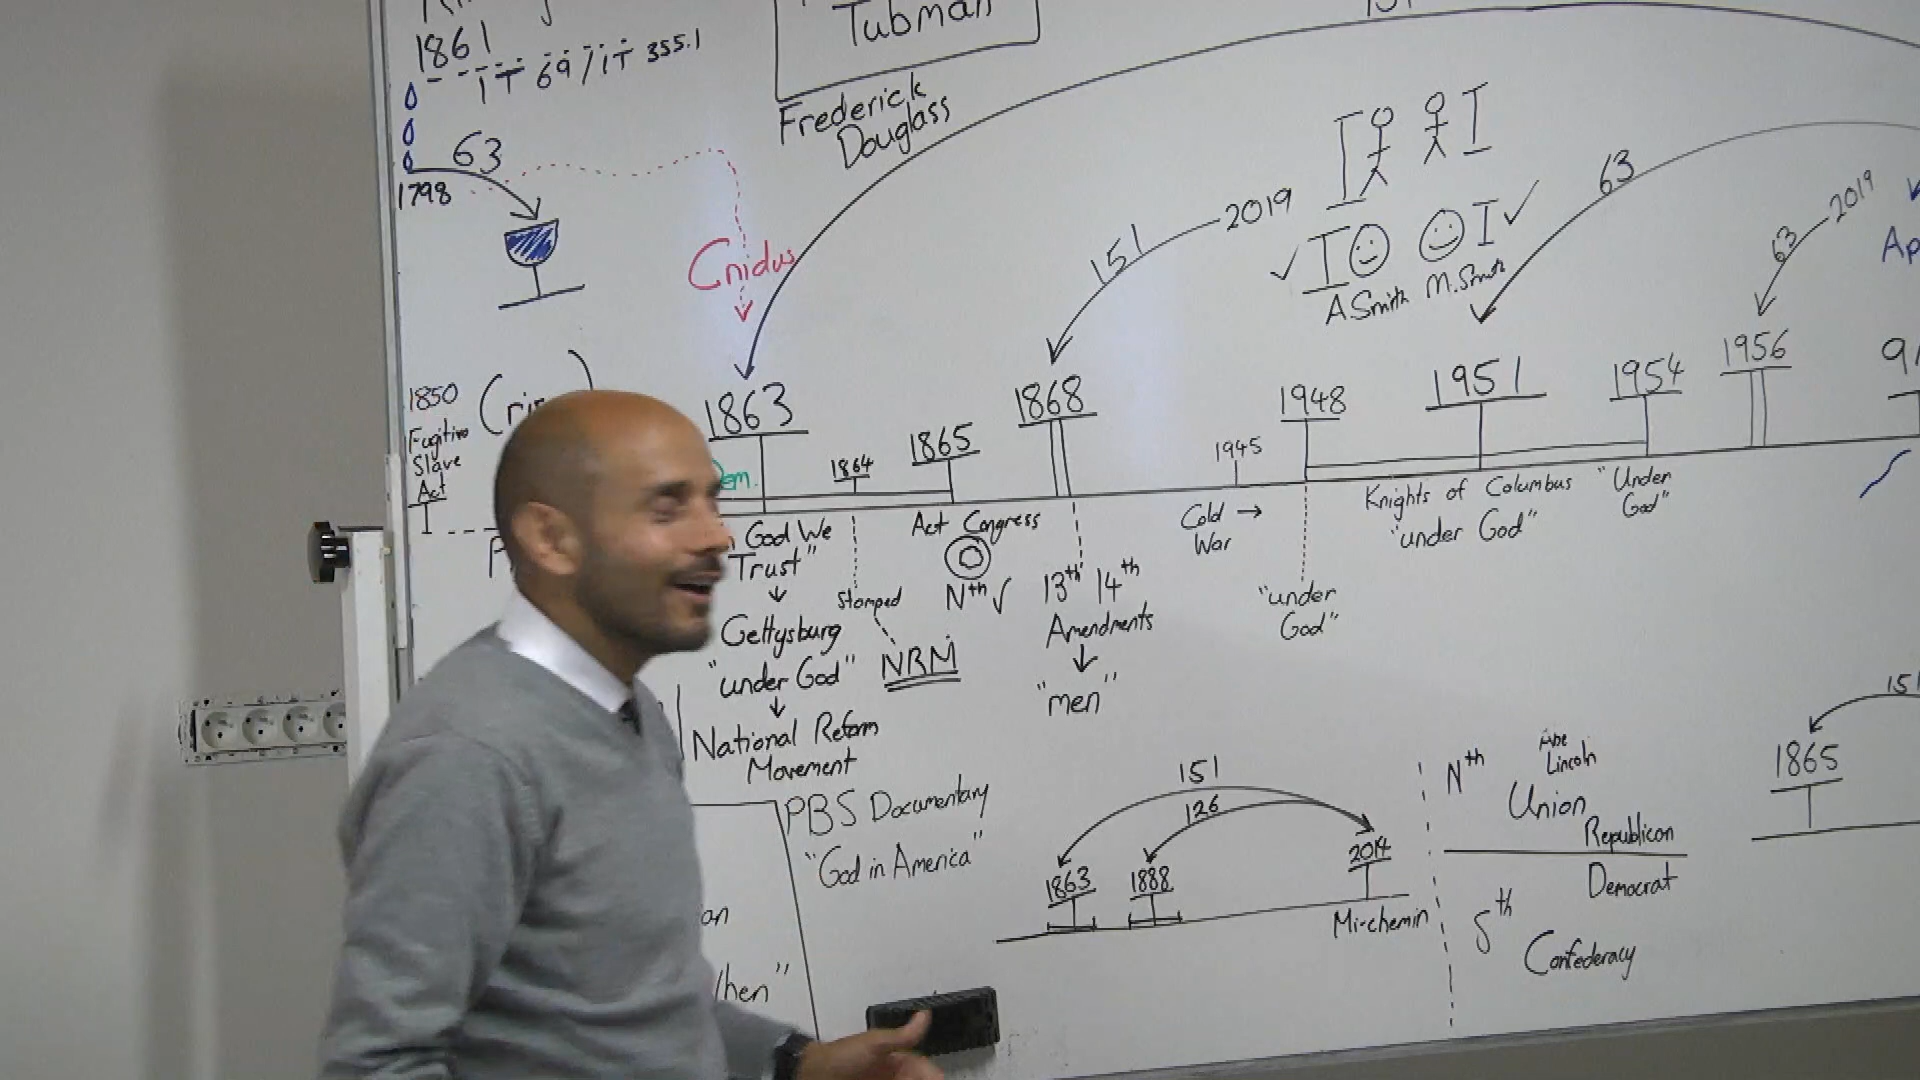 1861
1T 69/1T 355.1
63
1798
Tubman
Frederick
Douglass
Cnidus
151
2019
A Smith M. Smith
63
63
2019
1850
Fugitive
Slave
Act
1863
1864
1865
1868
1945
1948
1951
1954
1956
God We
Trust"
Gettysburg
"under God"
National Reform
Movement
stamped
NRM
Act Congress
Nth
13th 14th
Amendments
"men"
Cold
War
"under
God"
Knights of Columbus
"under God"
"Under
God"
PBS Documentary
"God in America"
151
126
1863
1888
2014
Mi-chemin
Nth
Abe
Lincoln
Union
Republican
Democrat
Sth
Confederacy
151
1865